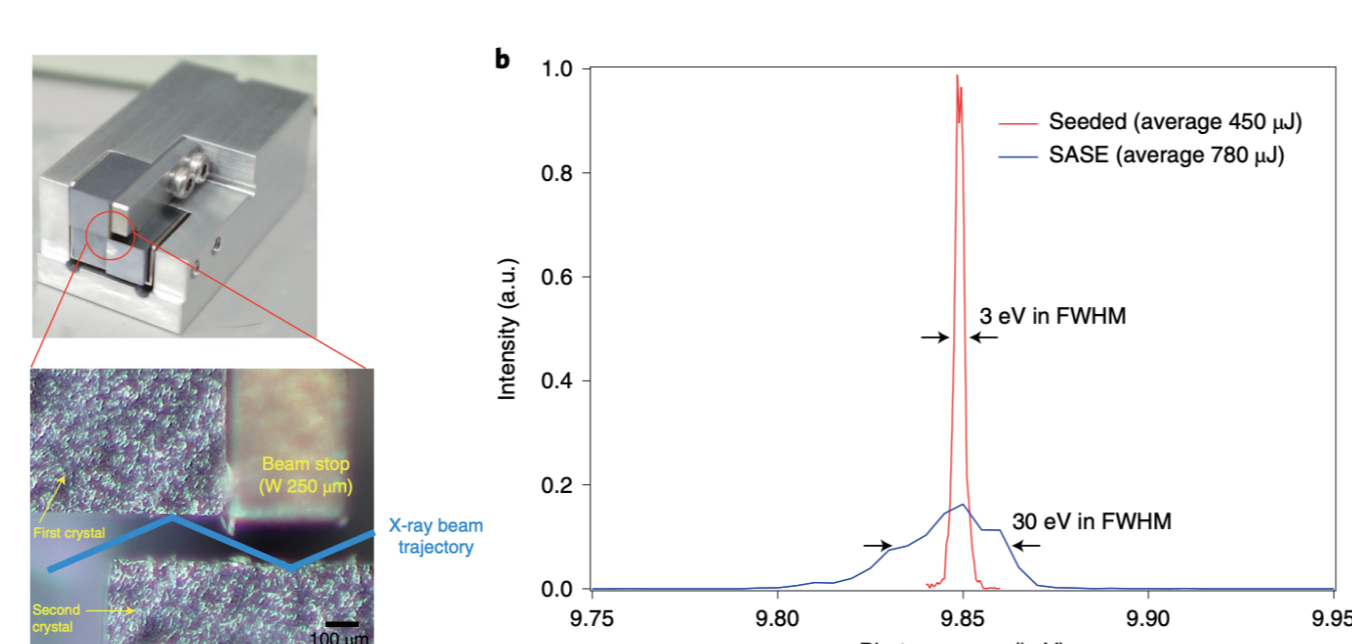 b
1.0
0.8
0.6
0.4
0.2
0.0
Intensity (a.u.)
Seeded (average 450 μJ)
SASE (average 780 μJ)
3 eV in FWHM
30 eV in FWHM
9.75
9.80
9.85
9.90
9.95
Beam stop
(W 250 μm)
First crystal
X-ray beam
trajectory
Second
crystal
100 μm